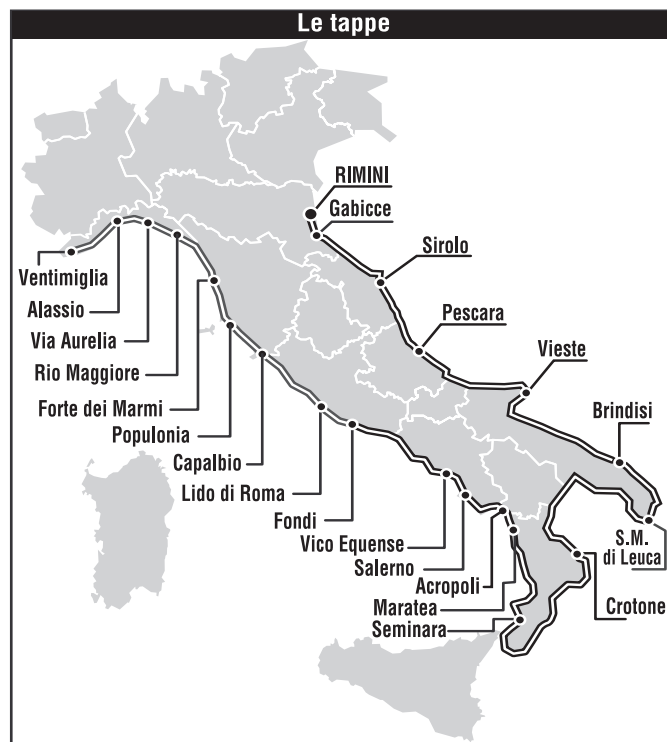 Le tappe
RIMINI
Gabicce
Sirolo
Pescara
Vieste
Brindisi
S.M.
di Leuca
Crotone
Ventimiglia
Alassio
Via Aurelia
Rio Maggiore
Forte dei Marmi
Populonia
Capalbio
Lido di Roma
Fondi
Vico Equense
Salerno
Acropoli
Maratea
Seminara